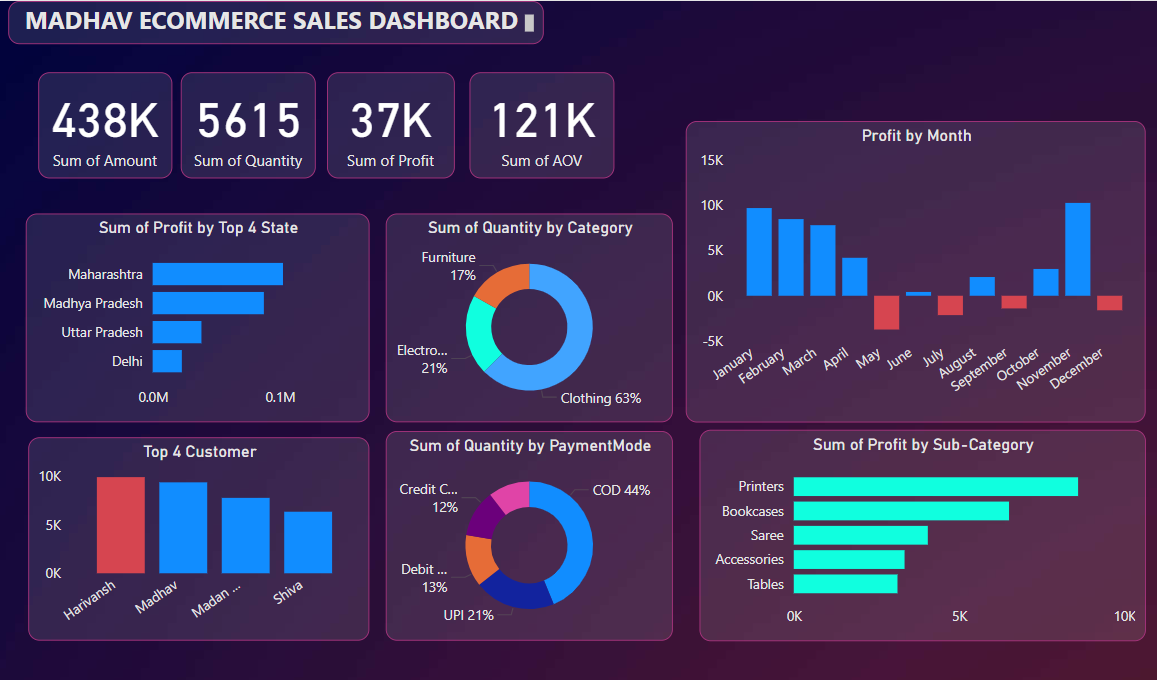 MADHAV ECOMMERCE SALES DASHBOARD
438K
Sum of Amount
5615
Sum of Quantity
37K
Sum of Profit
121K
Sum of AOV
Profit by Month
15K
10K
5K
0K
-5K
January
February
March
April
May
June
July
August
September
October
November
December
Sum of Profit by Top 4 State
Maharashtra
Madhya Pradesh
Uttar Pradesh
Delhi
0.0M
0.1M
Sum of Quantity by Category
Furniture
17%
Electro...
21%
Clothing 63%
Top 4 Customer
10K
5K
0K
Harivansh
Madhav
Madan ...
Shiva
Sum of Quantity by PaymentMode
Credit C...
12%
COD 44%
Debit ...
13%
UPI 21%
Sum of Profit by Sub-Category
Printers
Bookcases
Saree
Accessories
Tables
0K
5K
10K